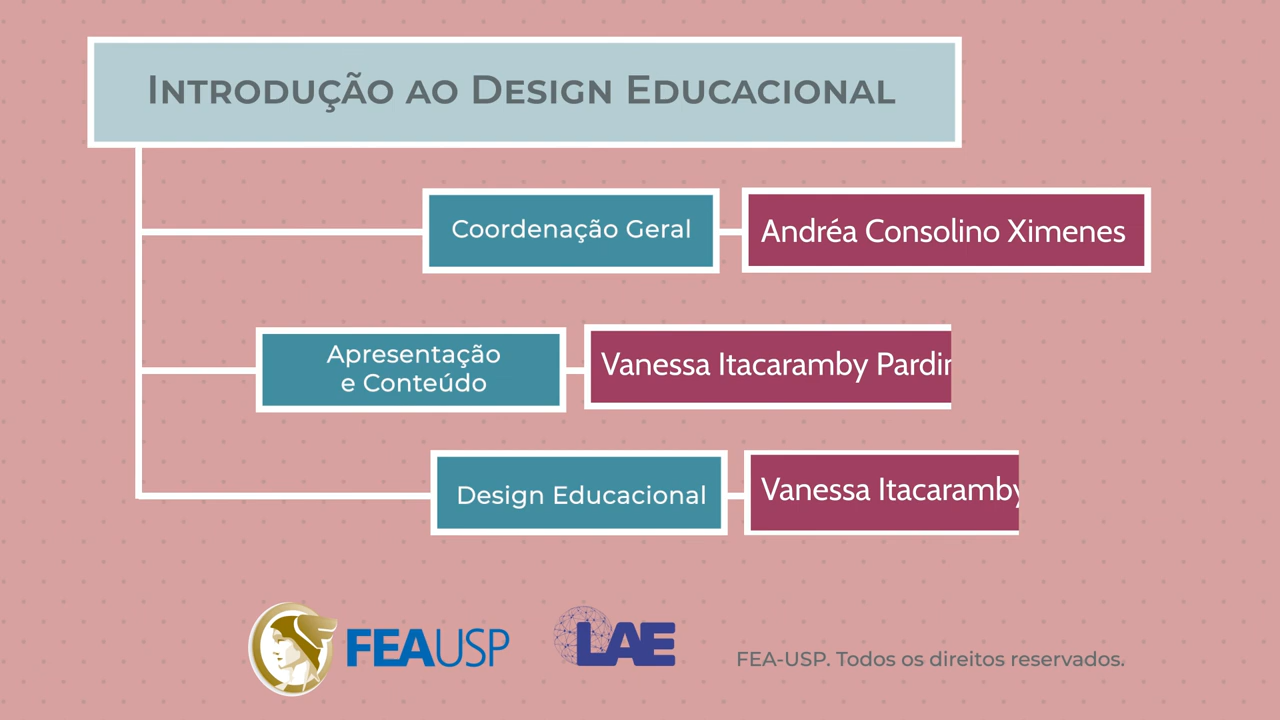 Introdução ao Design Educacional
Coordenação Geral
Andréa Consolino Ximenes
Apresentação
e Conteúdo
Vanessa Itacaramby
Design Educacional
Vanessa Itacaramby
FEAUSP
LAE
FEA-USP. Todos os direitos reservados.